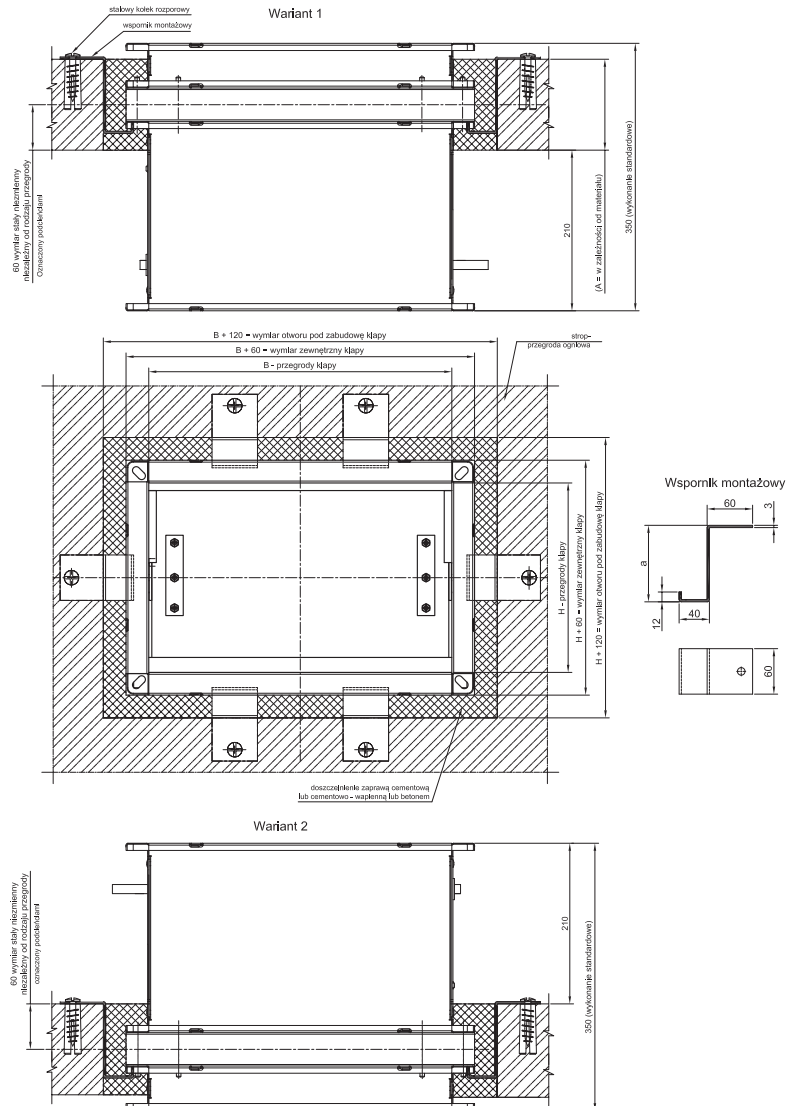 stalowy kołek rozporowy
wspornik montażowy
Wariant 1
60 wymiar stały niezmienny
niezależny od rodzaju przegrody
Oznaczony podcięciami
210
(A = w zależności od materiału)
350 (wykonanie standardowe)
B + 120 = wymiar otworu pod zabudowę klapy
B + 60 = wymiar zewnętrzny klapy
B - przegrody klapy
strop-
przegroda ogniowa
H - przegrody klapy
H + 60 = wymiar zewnętrzny klapy
H + 120 = wymiar otworu pod zabudowę klapy
Wspornik montażowy
60
3
a
12
40
60
doszczelnienie zaprawą cementową
lub cementowo - wapienną lub betonem
Wariant 2
60 wymiar stały niezmienny
niezależny od rodzaju przegrody
oznaczony podcięciami
210
350 (wykonanie standardowe)